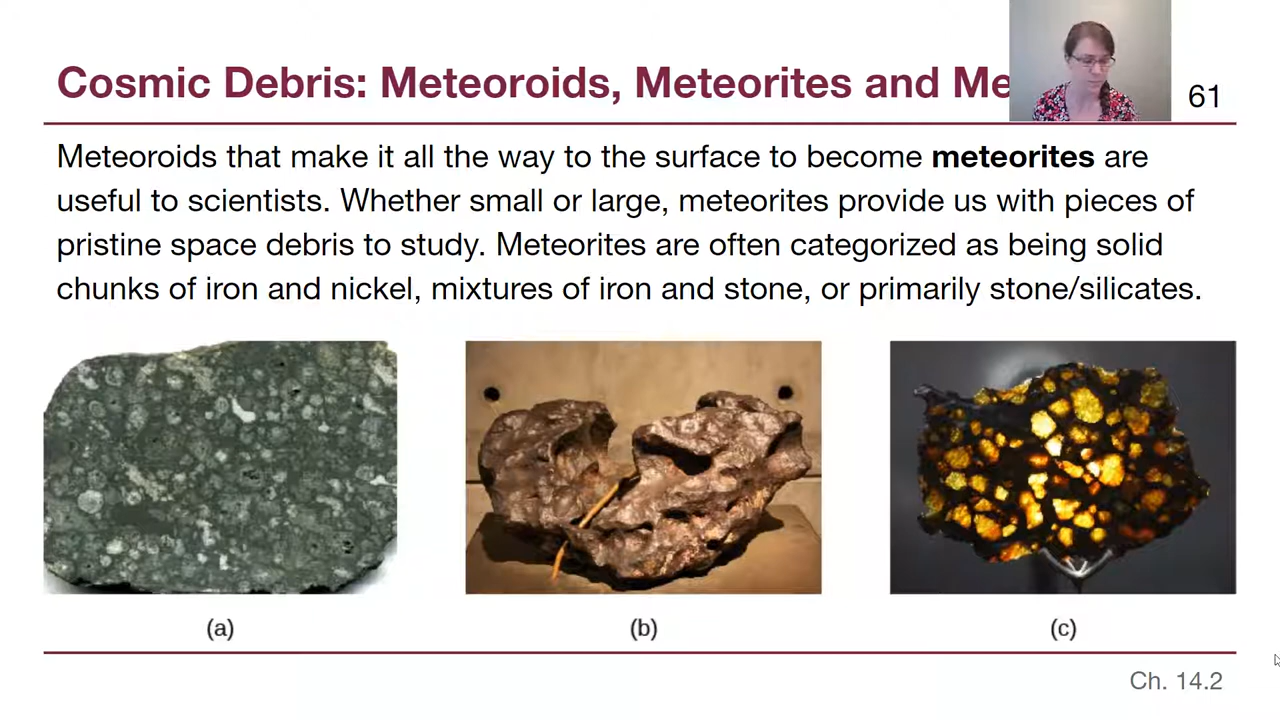 Cosmic Debris: Meteoroids, Meteorites and Me
61
Meteoroids that make it all the way to the surface to become meteorites are
useful to scientists. Whether small or large, meteorites provide us with pieces of
pristine space debris to study. Meteorites are often categorized as being solid
chunks of iron and nickel, mixtures of iron and stone, or primarily stone/silicates.
(a)
(b)
(c)
Ch. 14.2